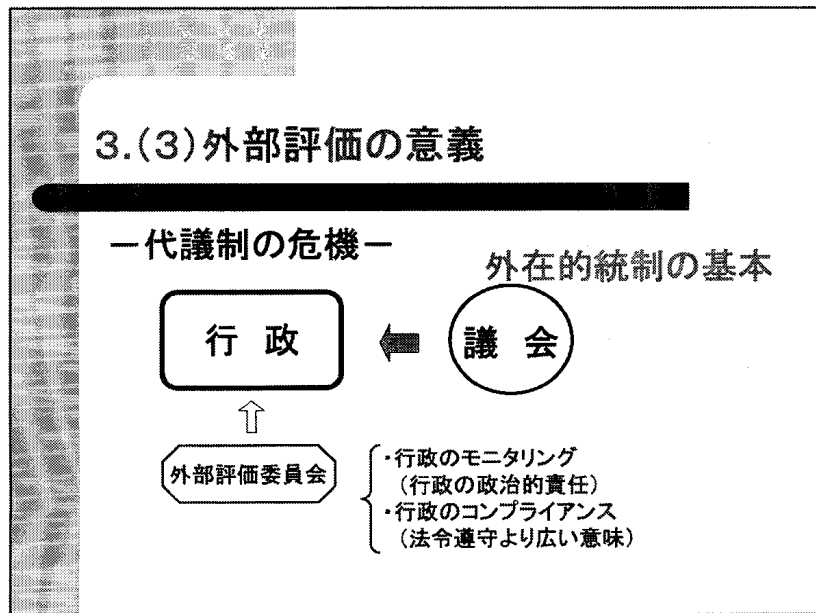 3.(3)外部評価の意義
－代議制の危機－
外在的統制の基本
行 政
議 会
外部評価委員会
・行政のモニタリング
（行政の政治的責任）
・行政のコンプライアンス
（法令遵守より広い意味）